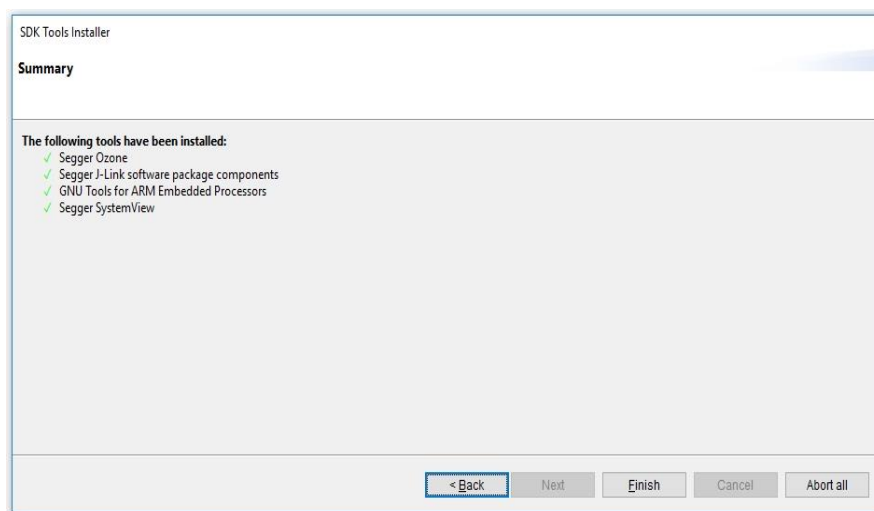 SDK Tools Installer
Summary
The following tools have been installed:
✓ Segger Ozone
✓ Segger J-Link software package components
✓ GNU Tools for ARM Embedded Processors
✓ Segger SystemView
< Back Next Finish Cancel Abort all